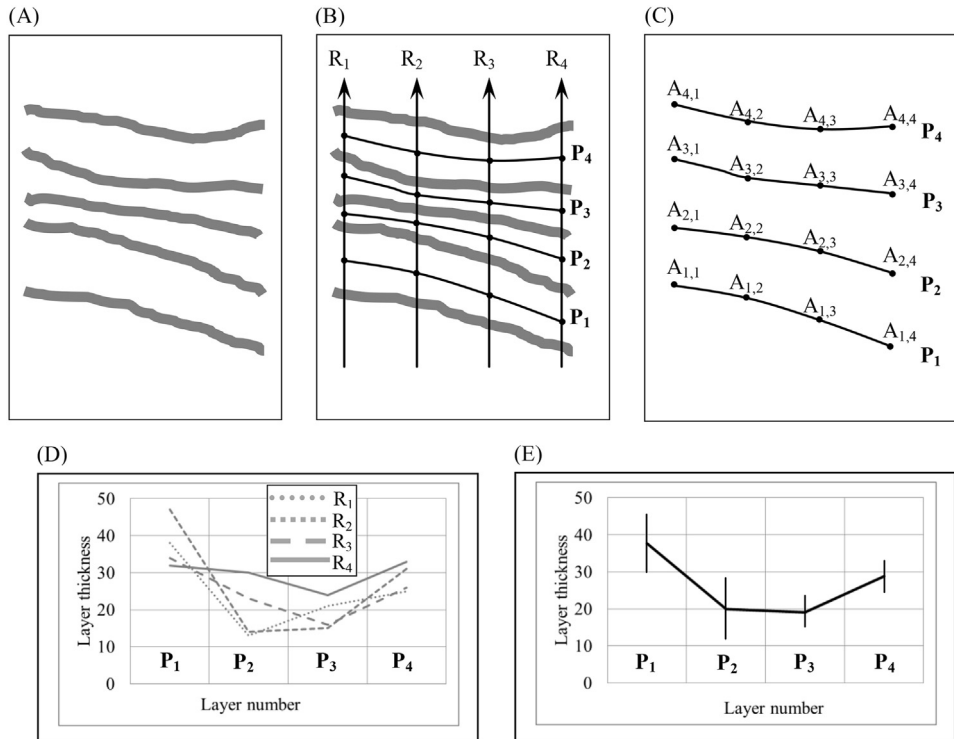 (A)
(B)
(C)
R₁ R₂ R₃ R₄
P₄
P₃
P₂
P₁
A₄,₁ A₄,₂ A₄,₃ A₄,₄ P₄
A₃,₁ A₃,₂ A₃,₃ A₃,₄ P₃
A₂,₁ A₂,₂ A₂,₃ A₂,₄ P₂
A₁,₁ A₁,₂ A₁,₃ A₁,₄ P₁
(D)
Layer thickness
50
40
30
20
10
0
R₁
R₂
R₃
R₄
P₁ P₂ P₃ P₄
Layer number
(E)
Layer thickness
50
40
30
20
10
0
P₁ P₂ P₃ P₄
Layer number